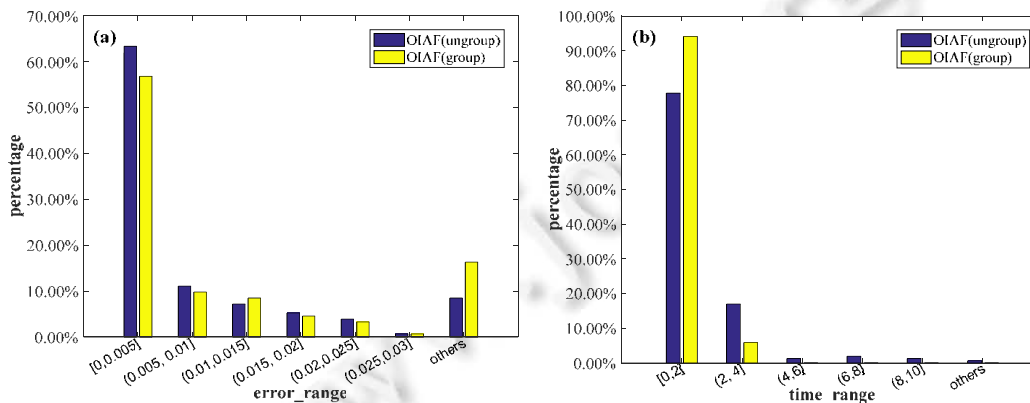 (a)
OIAF(ungroup)
OIAF(group)
70.00%
60.00%
50.00%
40.00%
30.00%
20.00%
10.00%
0.00%
percentage
[0,0.005]
(0.005, 0.01]
(0.01,0.015]
(0.015, 0.02]
(0.02,0.025]
(0.025,0.03]
others
error_range
(b)
OIAF(ungroup)
OIAF(group)
100.00%
90.00%
80.00%
70.00%
60.00%
50.00%
40.00%
30.00%
20.00%
10.00%
0.00%
percentage
[0,2]
(2, 4]
(4,6]
(6,8]
(8,10]
others
time_range